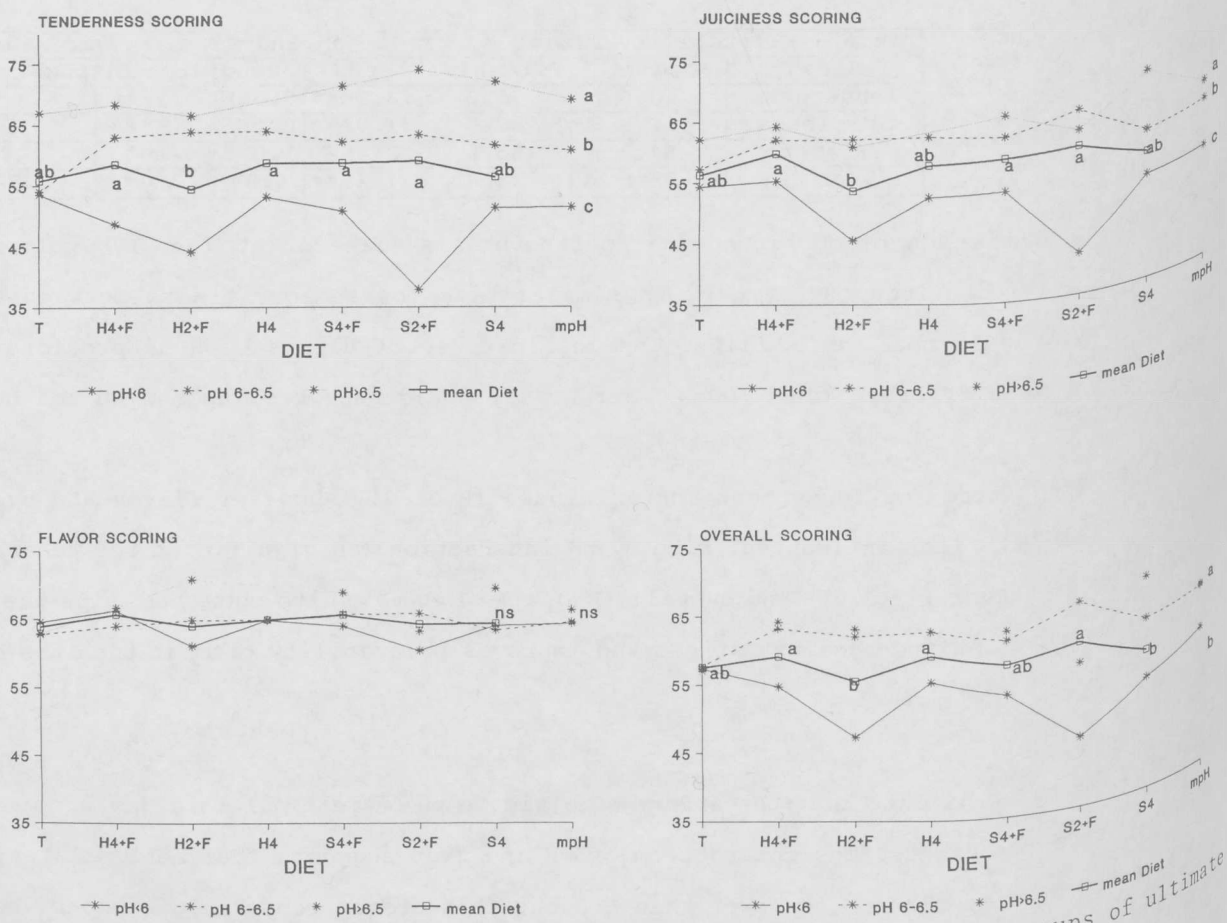 TENDERNESS SCORING
75
65
55
45
35
ab
a
b
a
a
a
ab
a
b
c
T H4+F H2+F H4 S4+F S2+F S4 mpH
DIET
pH<6 pH 6-6.5 pH>6.5 mean Diet
JUICINESS SCORING
75
65
55
45
35
ab
a
b
ab
a
a
ab
a
b
c
T H4+F H2+F H4 S4+F S2+F S4 mpH
DIET
pH<6 pH 6-6.5 pH>6.5 mean Diet
FLAVOR SCORING
75
65
55
45
35
ns
ns
T H4+F H2+F H4 S4+F S2+F S4 mpH
DIET
pH<6 pH 6-6.5 pH>6.5 mean Diet
OVERALL SCORING
75
65
55
45
35
ab
a
b
a
ab
a
b
a
b
T H4+F H2+F H4 S4+F S2+F S4 mpH
DIET
pH<6 pH 6-6.5 pH>6.5 mean Diet
of ultimate